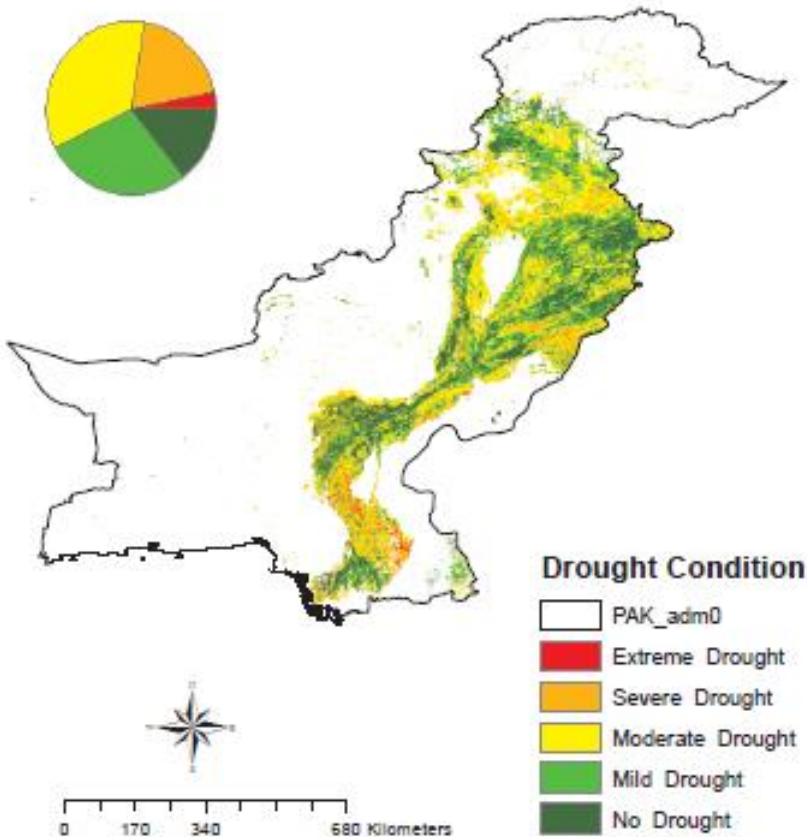 Drought Condition
PAK_adm0
Extreme Drought
Severe Drought
Moderate Drought
Mild Drought
No Drought
0 170 340 680 Kilometers